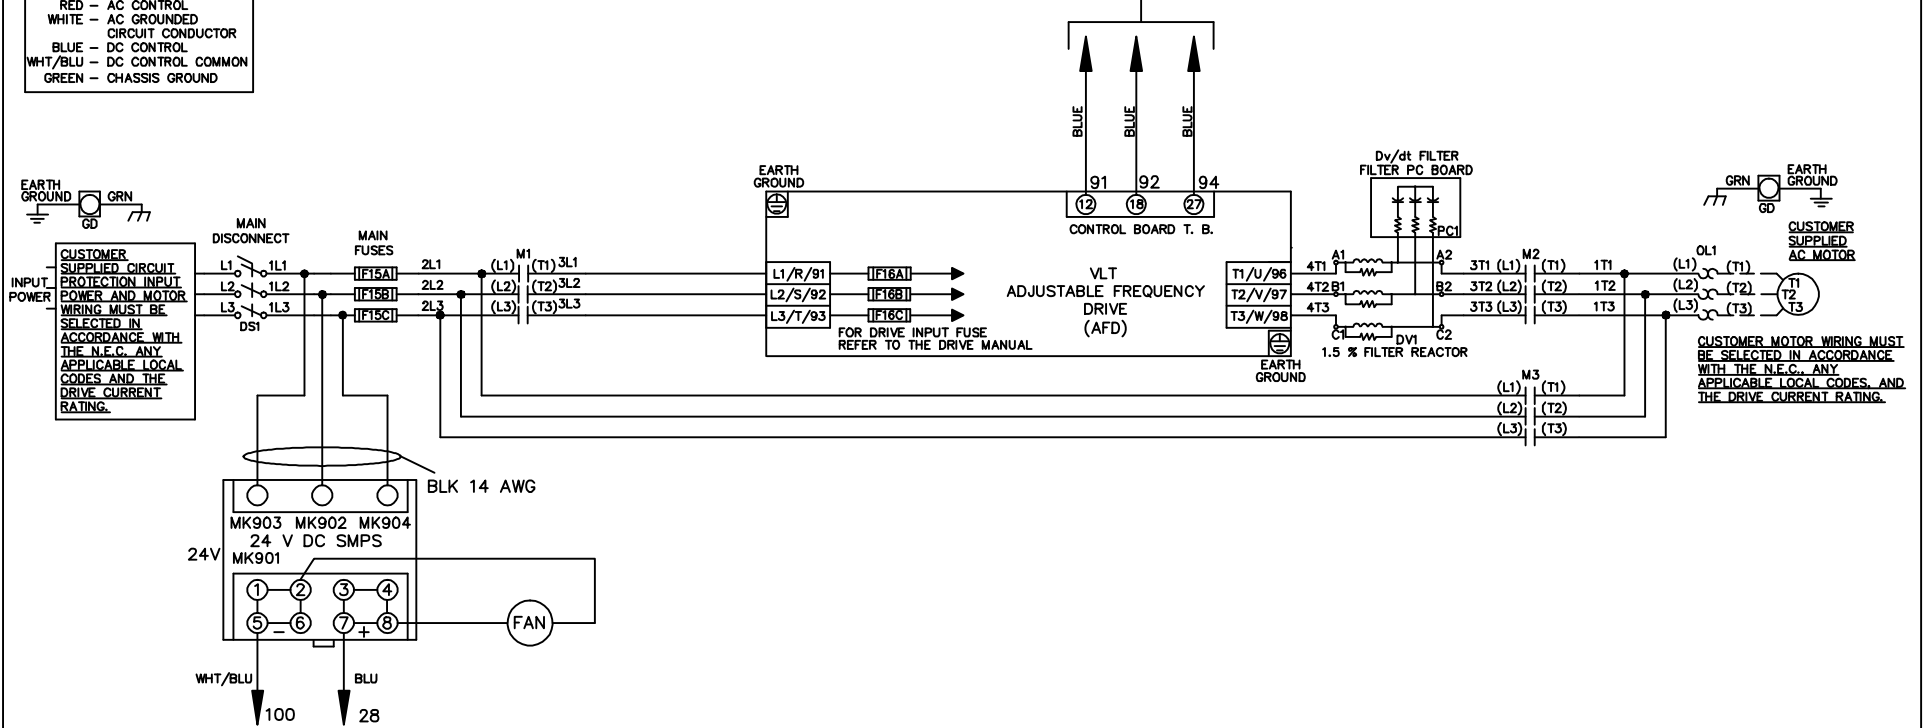 RED – AC CONTROL
WHITE – AC GROUNDED
CIRCUIT CONDUCTOR
BLUE – DC CONTROL
WHT/BLU – DC CONTROL COMMON
GREEN – CHASSIS GROUND
BLUE
BLUE
BLUE
91 92 94
12 18 27
CONTROL BOARD T. B.
EARTH
GROUND
GRN
GD
MAIN
DISCONNECT
MAIN
FUSES
INPUT
POWER
CUSTOMER
SUPPLIED CIRCUIT
PROTECTION INPUT
POWER AND MOTOR
WIRING MUST BE
SELECTED IN
ACCORDANCE WITH
THE N.E.C. ANY
APPLICABLE LOCAL
CODES AND THE
DRIVE CURRENT
RATING.
L1 1L1
L2 1L2
L3 1L3
DS1
F15A
F15B
F15C
2L1
2L2
2L3
M1
(L1) (T1) 3L1
(L2) (T2) 3L2
(L3) (T3) 3L3
EARTH
GROUND
L1/R/91
L2/S/92
L3/T/93
F16A
F16B
F16C
FOR DRIVE INPUT FUSE
REFER TO THE DRIVE MANUAL
VLT
ADJUSTABLE FREQUENCY
DRIVE
(AFD)
T1/U/96
T2/V/97
T3/W/98
EARTH
GROUND
Dv/dt FILTER
FILTER PC BOARD
PC1
4T1 A1 A2
4T2 B1 B2
4T3 C1 C2
DV1
1.5 % FILTER REACTOR
M2
3T1 (L1) (T1) 1T1
3T2 (L2) (T2) 1T2
3T3 (L3) (T3) 1T3
M3
(L1) (T1)
(L2) (T2)
(L3) (T3)
GRN
EARTH
GROUND
GD
CUSTOMER
SUPPLIED
AC MOTOR
OL1
(L1) (T1)
(L2) (T2)
(L3) (T3)
T1
T2
T3
CUSTOMER MOTOR WIRING MUST
BE SELECTED IN ACCORDANCE
WITH THE N.E.C., ANY
APPLICABLE LOCAL CODES, AND
THE DRIVE CURRENT RATING.
BLK 14 AWG
MK903 MK902 MK904
24 V DC SMPS
24V MK901
1 2 3 4
5 – 6 7 + 8
FAN
WHT/BLU BLU
100 28